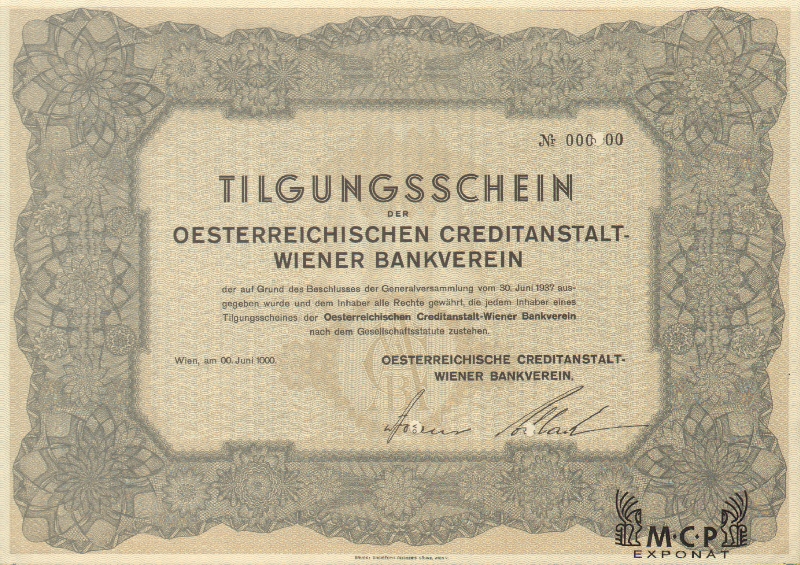 № 000000
TILGUNGSSCHEIN
DER
OESTERREICHISCHEN CREDITANSTALT-
WIENER BANKVEREIN
der auf Grund des Beschlusses der Generalversammlung vom 30. Juni 1937 aus-
gegeben wurde und dem Inhaber alle Rechte gewährt, die jedem Inhaber eines
Tilgungsscheines der Oesterreichischen Creditanstalt-Wiener Bankverein
nach dem Gesellschaftsstatute zustehen.
Wien, am 00. Juni 1000.
OESTERREICHISCHE CREDITANSTALT-
WIENER BANKVEREIN.
M·C·P
EXPONÁT